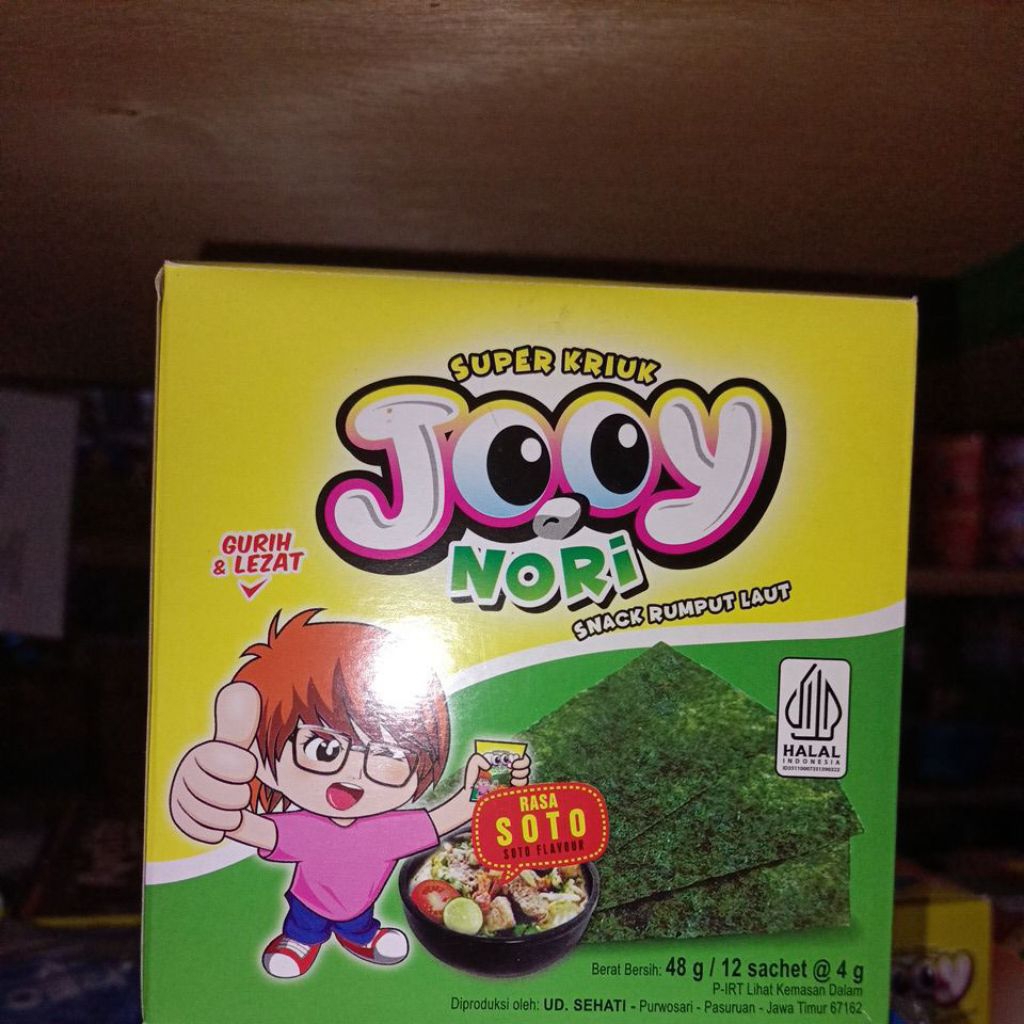 SUPER KRIUK
JOOY
NORI
SNACK RUMPUT LAUT
GURIH
& LEZAT
HALAL
INDONESIA
RASA
SOTO
SOTO FLAVOUR
Berat Bersih: 48 g / 12 sachet @ 4 g
P-IRT Lihat Kemasan Dalam
Diproduksi oleh: UD. SEHATI - Purwosari - Pasuruan - Jawa Timur 67162